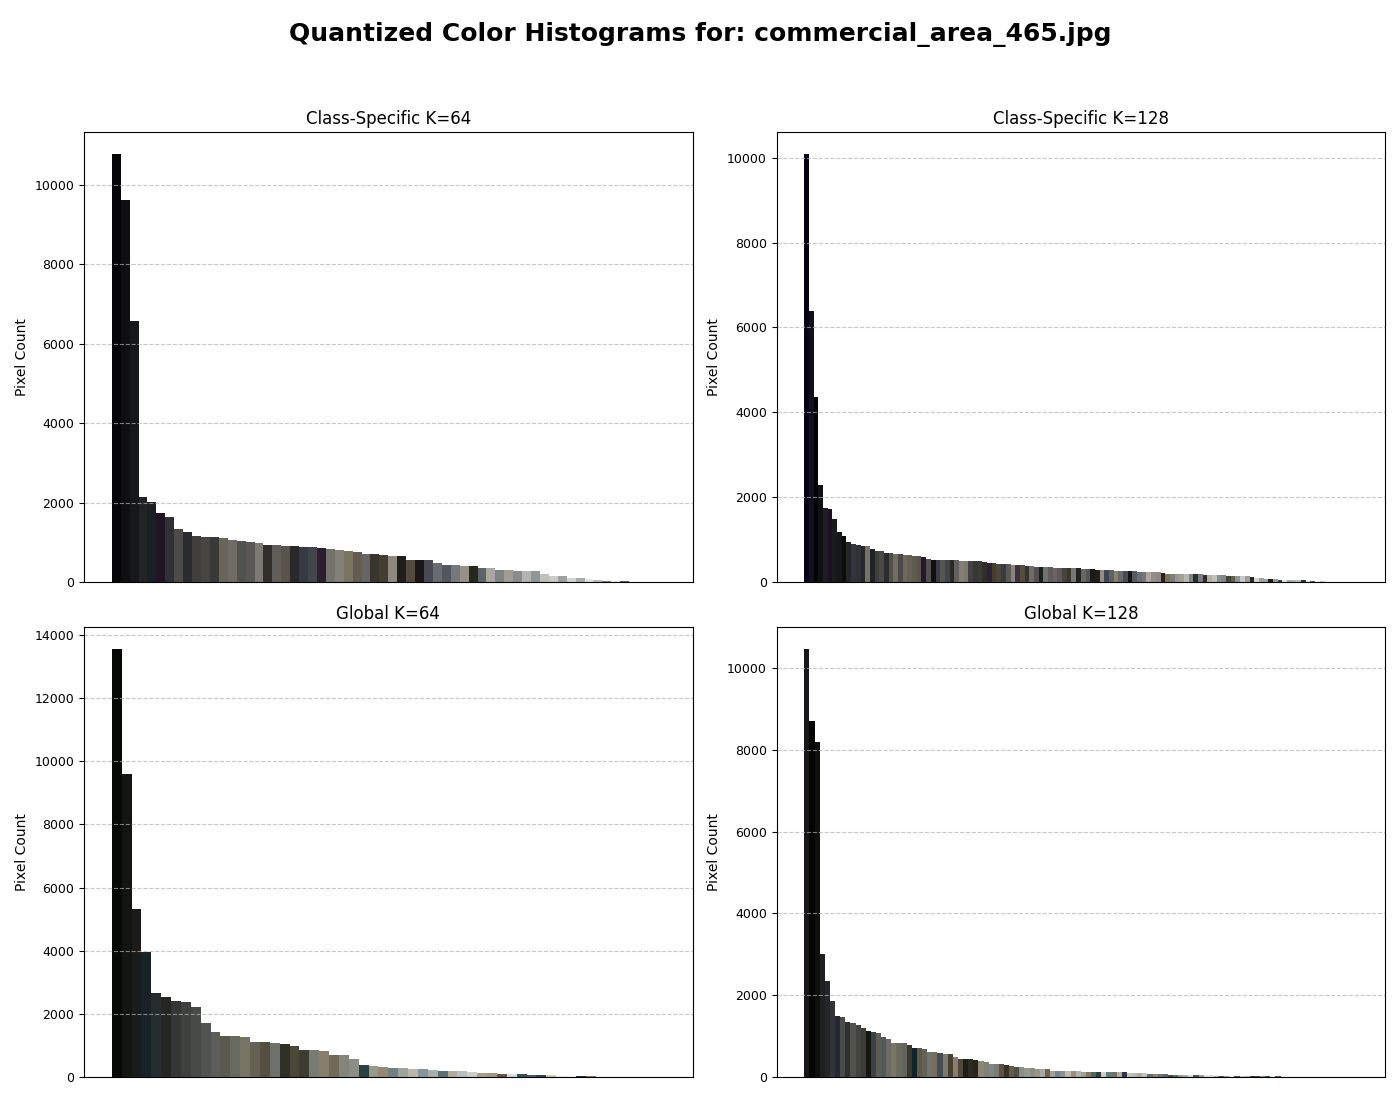 Quantized Color Histograms for: commercial_area_465.jpg
Class-Specific K=64
Pixel Count
10000
8000
6000
4000
2000
0
Class-Specific K=128
Pixel Count
10000
8000
6000
4000
2000
0
Global K=64
Pixel Count
14000
12000
10000
8000
6000
4000
2000
0
Global K=128
Pixel Count
10000
8000
6000
4000
2000
0